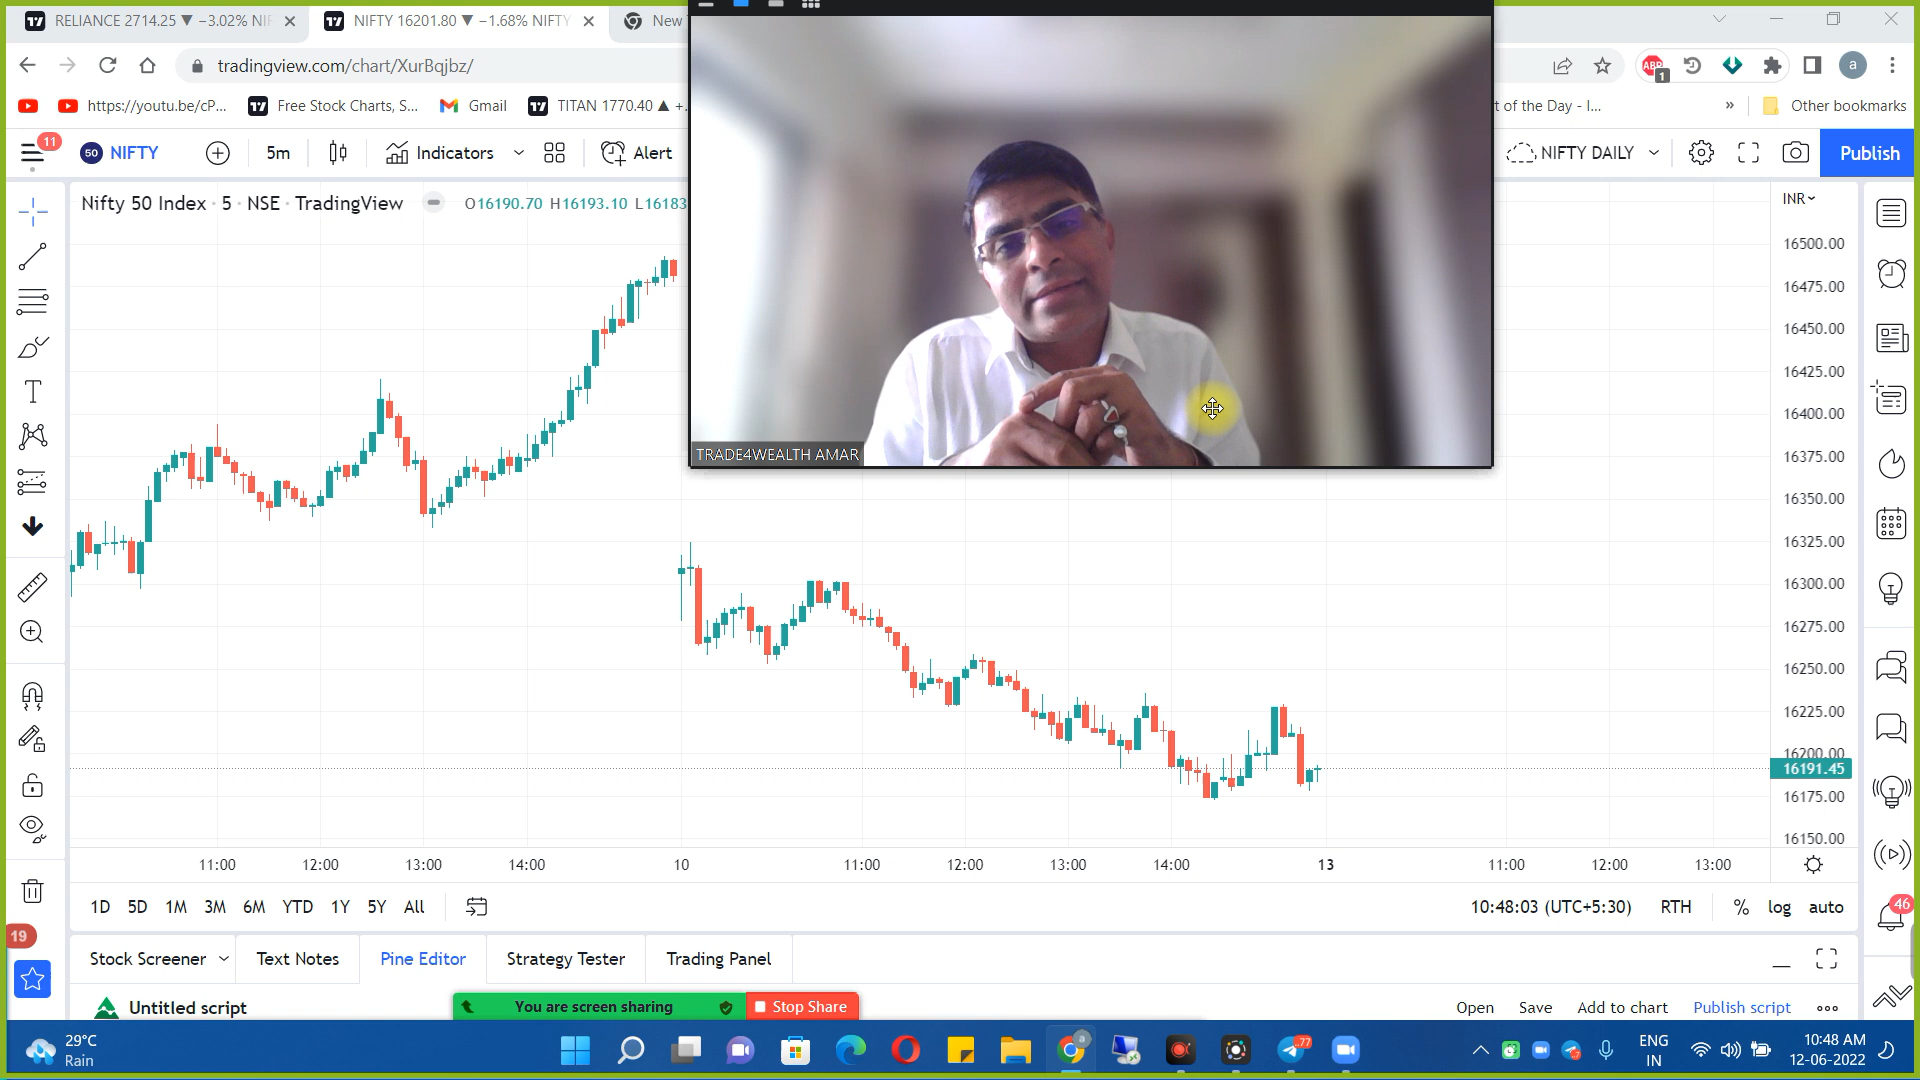 RELIANCE 2714.25 ▼ −3.02% NIF
NIFTY 16201.80 ▼ −1.68% NIFTY
New
tradingview.com/chart/XurBqjbz/
ABP
1
a
https://youtu.be/cP...
Free Stock Charts, S...
Gmail
TITAN 1770.40 ▲ +.
t of the Day - I...
»
Other bookmarks
11
50
NIFTY
5m
Indicators
Alert
NIFTY DAILY
Publish
Nifty 50 Index · 5 · NSE · TradingView
O16190.70 H16193.10 L16183
INR
16500.00
16475.00
16450.00
16425.00
16400.00
16375.00
16350.00
16325.00
16300.00
16275.00
16250.00
16225.00
16200.00
16191.45
16175.00
16150.00
TRADE4WEALTH AMAR
11:00
12:00
13:00
14:00
10
11:00
12:00
13:00
14:00
13
11:00
12:00
13:00
1D 5D 1M 3M 6M YTD 1Y 5Y All
10:48:03 (UTC+5:30)
RTH
%
log
auto
46
19
Stock Screener
Text Notes
Pine Editor
Strategy Tester
Trading Panel
Untitled script
You are screen sharing
Stop Share
Open
Save
Add to chart
Publish script
29°C
Rain
77
ENG
IN
10:48 AM
12-06-2022